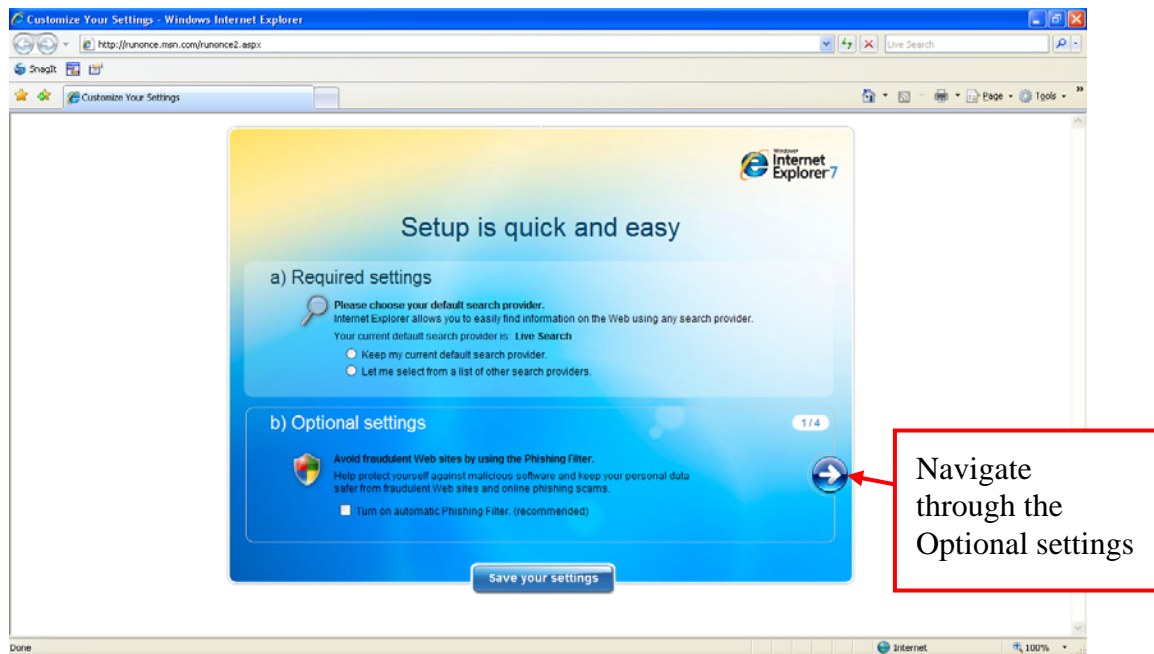 Customize Your Settings - Windows Internet Explorer
http://runonce.msn.com/runonce2.aspx
Live Search
SnagIt
Customize Your Settings
Page
Tools
Windows
Internet
Explorer 7
Setup is quick and easy
a) Required settings
Please choose your default search provider.
Internet Explorer allows you to easily find information on the Web using any search provider.
Your current default search provider is: Live Search
Keep my current default search provider.
Let me select from a list of other search providers.
b) Optional settings
1/4
Avoid fraudulent Web sites by using the Phishing Filter.
Help protect yourself against malicious software and keep your personal data
safer from fraudulent Web sites and online phishing scams.
Turn on automatic Phishing Filter. (recommended)
Save your settings
Navigate
through the
Optional settings
Done
Internet
100%